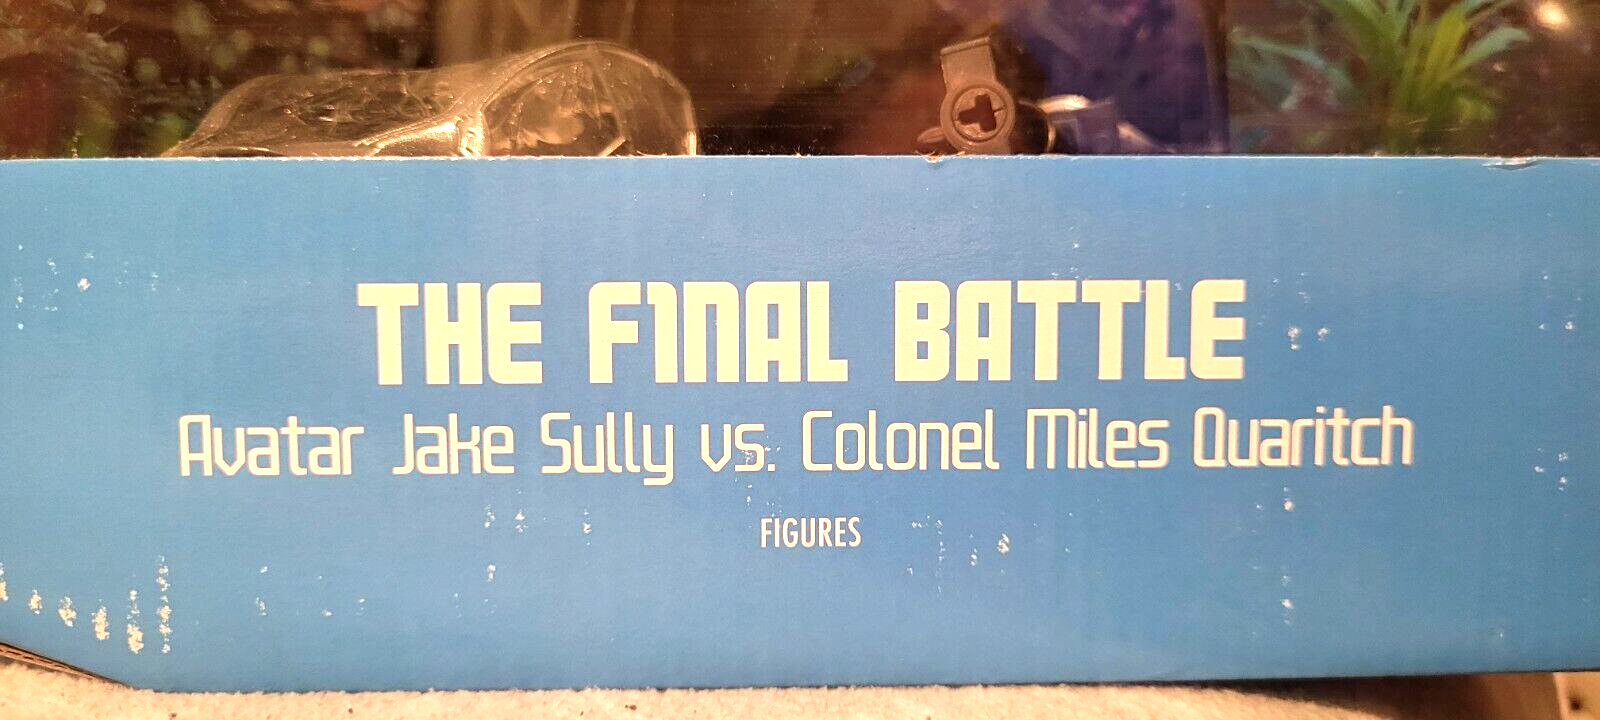 THE FINAL BATTLE
Avatar Jake Sully vs. Colonel Miles Quaritch
FIGURES